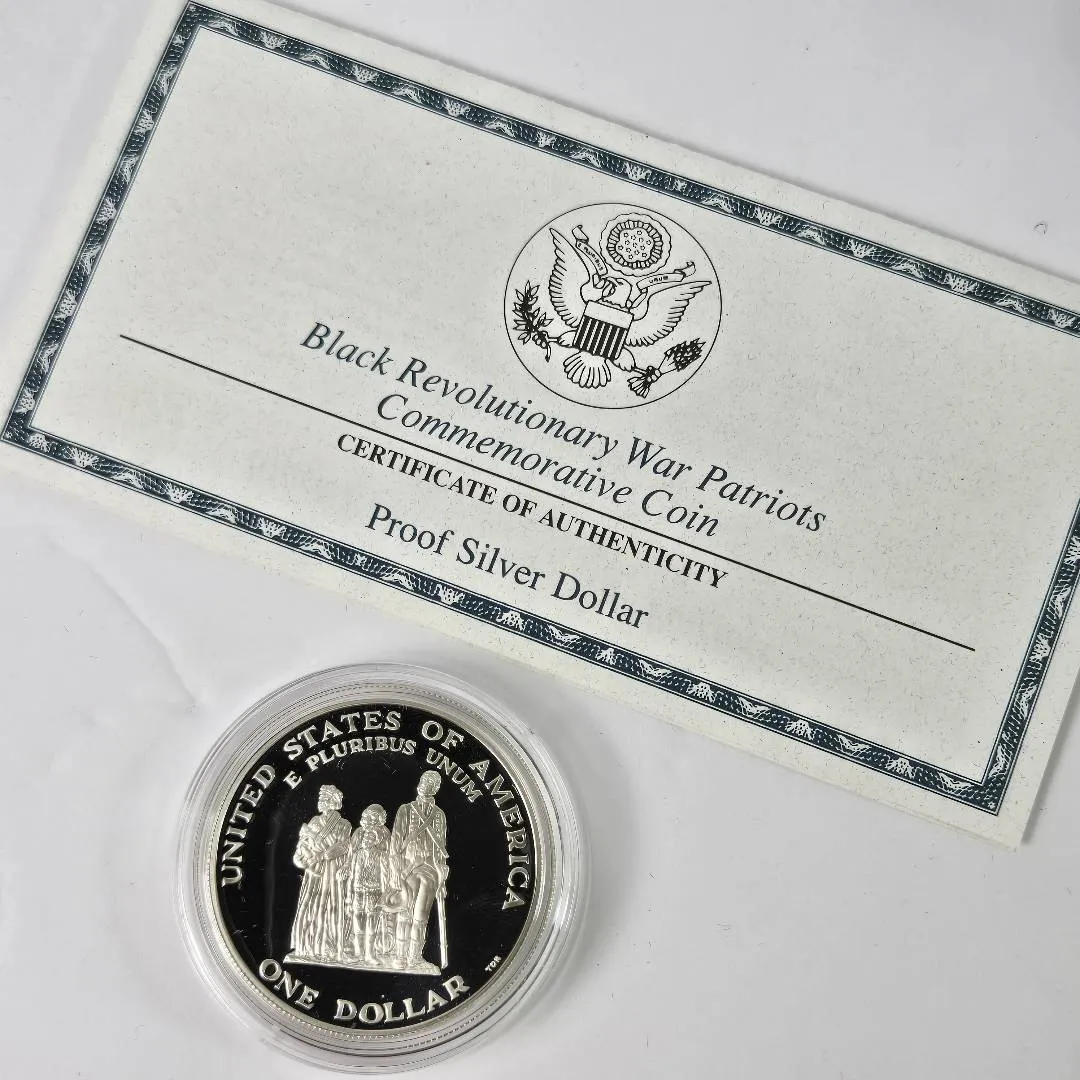 Black Revolutionary War Patriots
Commemorative Coin
CERTIFICATE OF AUTHENTICITY
Proof Silver Dollar
UNITED STATES OF AMERICA
E PLURIBUS UNUM
ONE DOLLAR